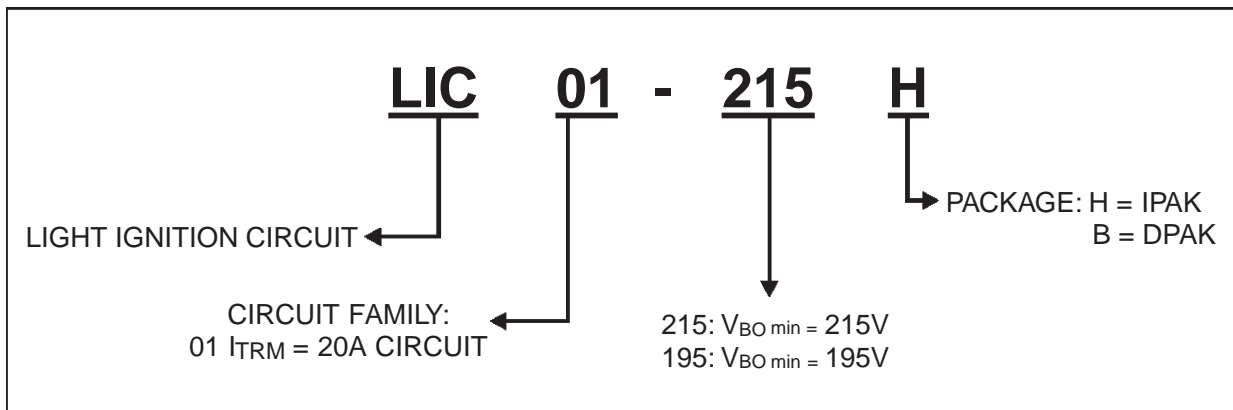 LIC 01 - 215 H
PACKAGE: H = IPAK
B = DPAK
LIGHT IGNITION CIRCUIT
CIRCUIT FAMILY:
01 ITRM = 20A CIRCUIT
215: VBO min = 215V
195: VBO min = 195V